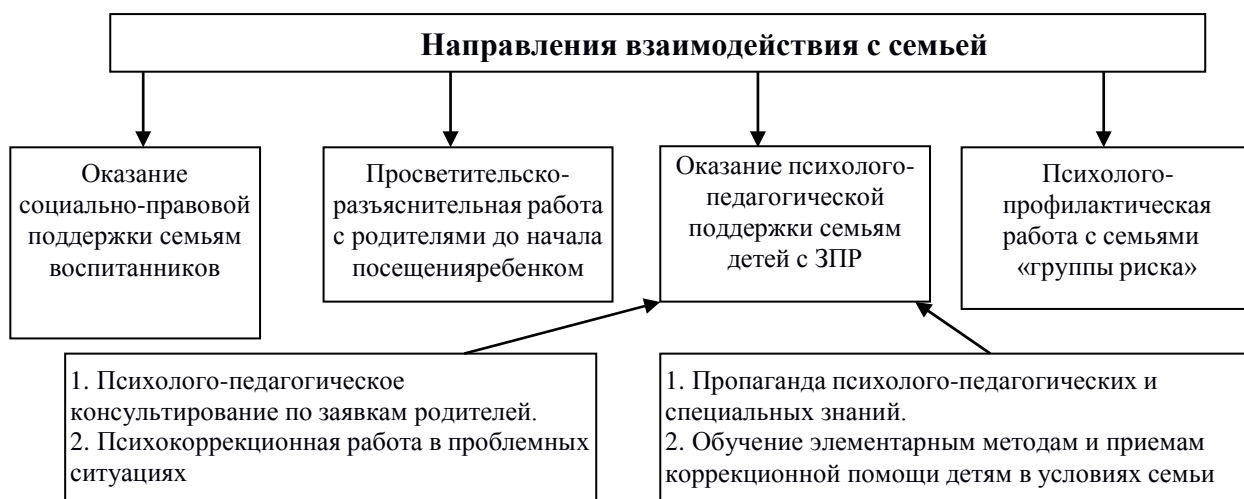 Направления взаимодействия с семьей
Оказание
социально-правовой
поддержки семьям
воспитанников
Просветительско-
разъяснительная работа
с родителями до начала
посещенияребенком
Оказание психолого-
педагогической
поддержки семьям
детей с ЗПР
Психолого-
профилактическая
работа с семьями
«группы риска»
1. Психолого-педагогическое
консультирование по заявкам родителей.
2. Психокоррекционная работа в проблемных
ситуациях
1. Пропаганда психолого-педагогических и
специальных знаний.
2. Обучение элементарным методам и приемам
коррекционной помощи детям в условиях семьи